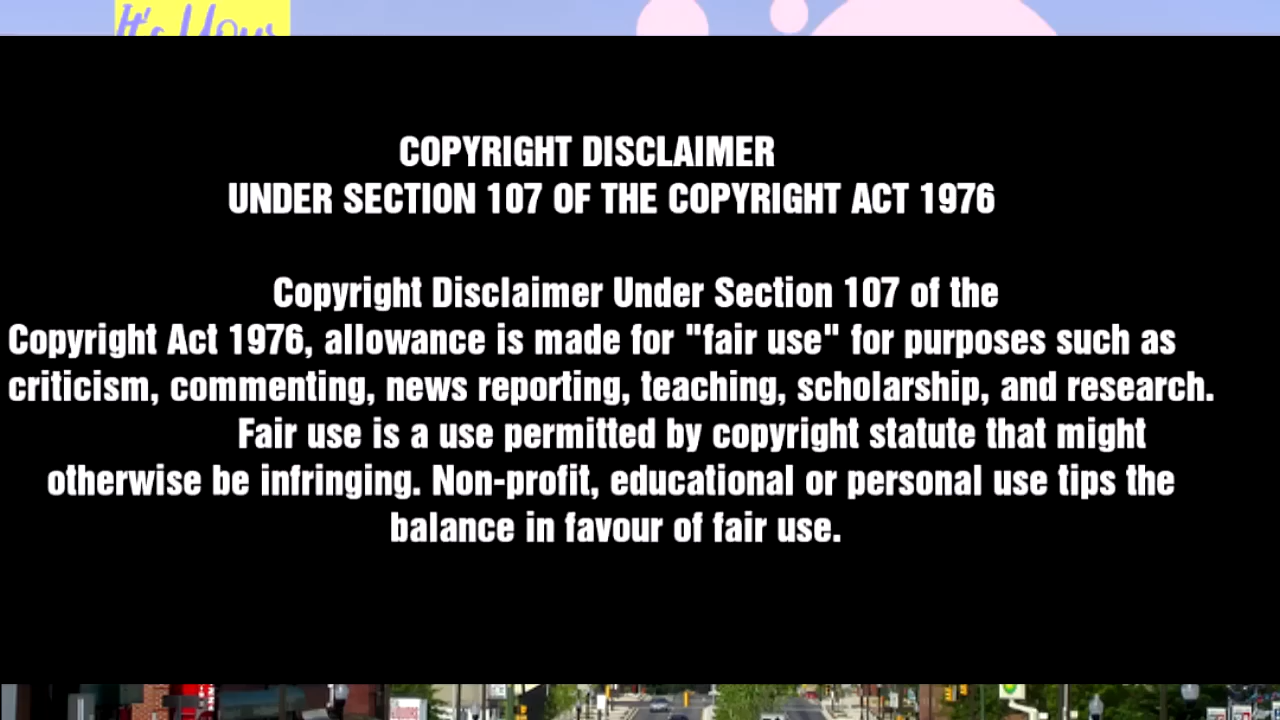 It's Your
COPYRIGHT DISCLAIMER
UNDER SECTION 107 OF THE COPYRIGHT ACT 1976
Copyright Disclaimer Under Section 107 of the
Copyright Act 1976, allowance is made for "fair use" for purposes such as
criticism, commenting, news reporting, teaching, scholarship, and research.
Fair use is a use permitted by copyright statute that might
otherwise be infringing. Non-profit, educational or personal use tips the
balance in favour of fair use.